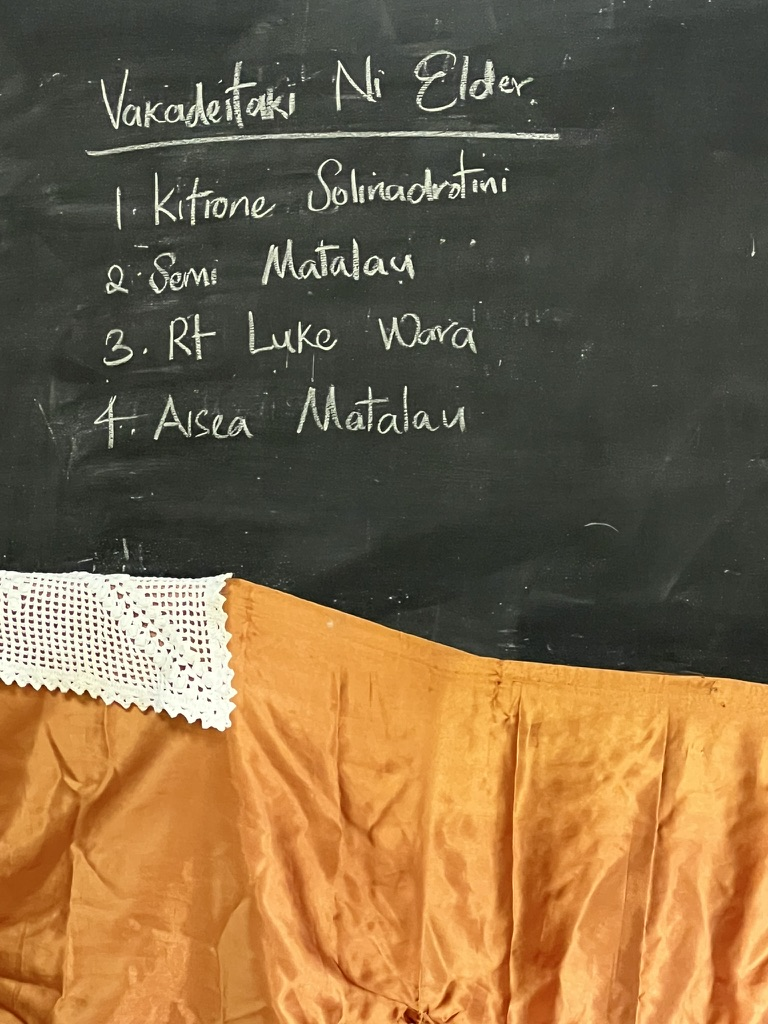 Vakadeitaki Ni Elder.
1. Kitione Solinadrotini
2. Semi Matalau
3. Rt Luke Wara
4. Aisea Matalau